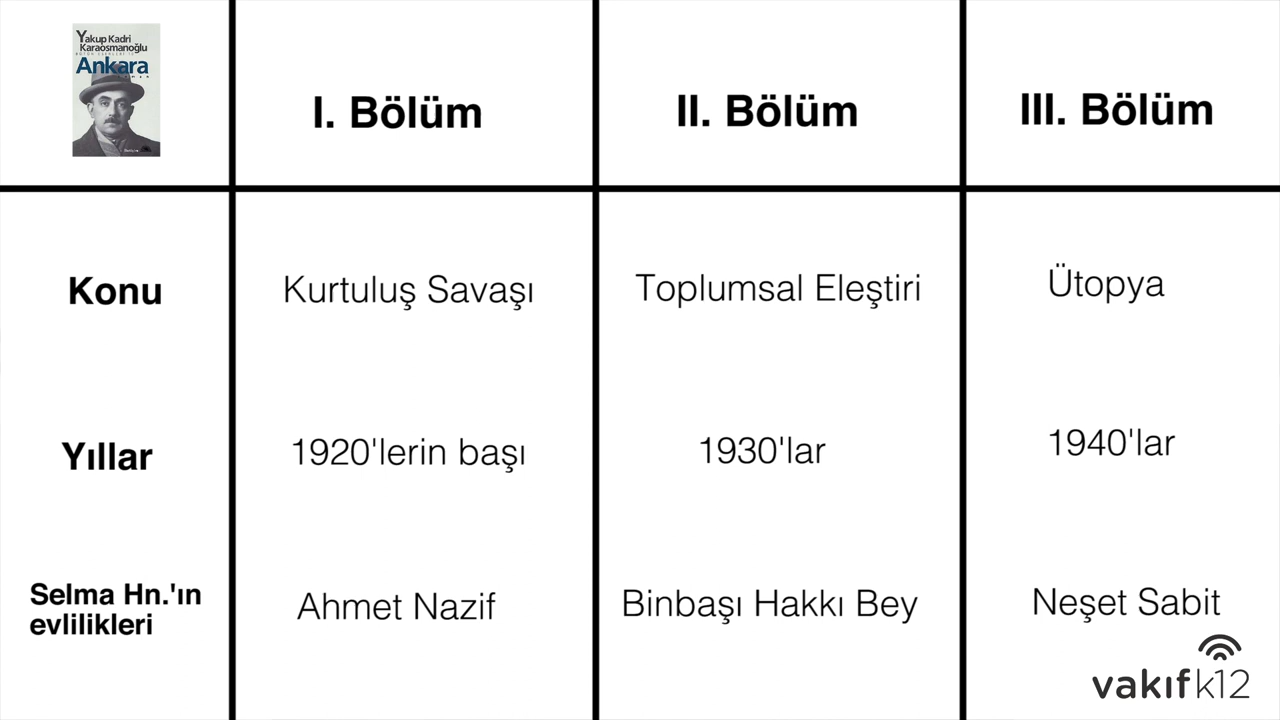 Yakup Kadri
Karaosmanoğlu
Ankara
I. Bölüm
II. Bölüm
III. Bölüm
Konu
Kurtuluş Savaşı
Toplumsal Eleştiri
Ütopya
Yıllar
1920'lerin başı
1930'lar
1940'lar
Selma Hn.'ın
evlilikleri
Ahmet Nazif
Binbaşı Hakkı Bey
Neşet Sabit
vakıfk12